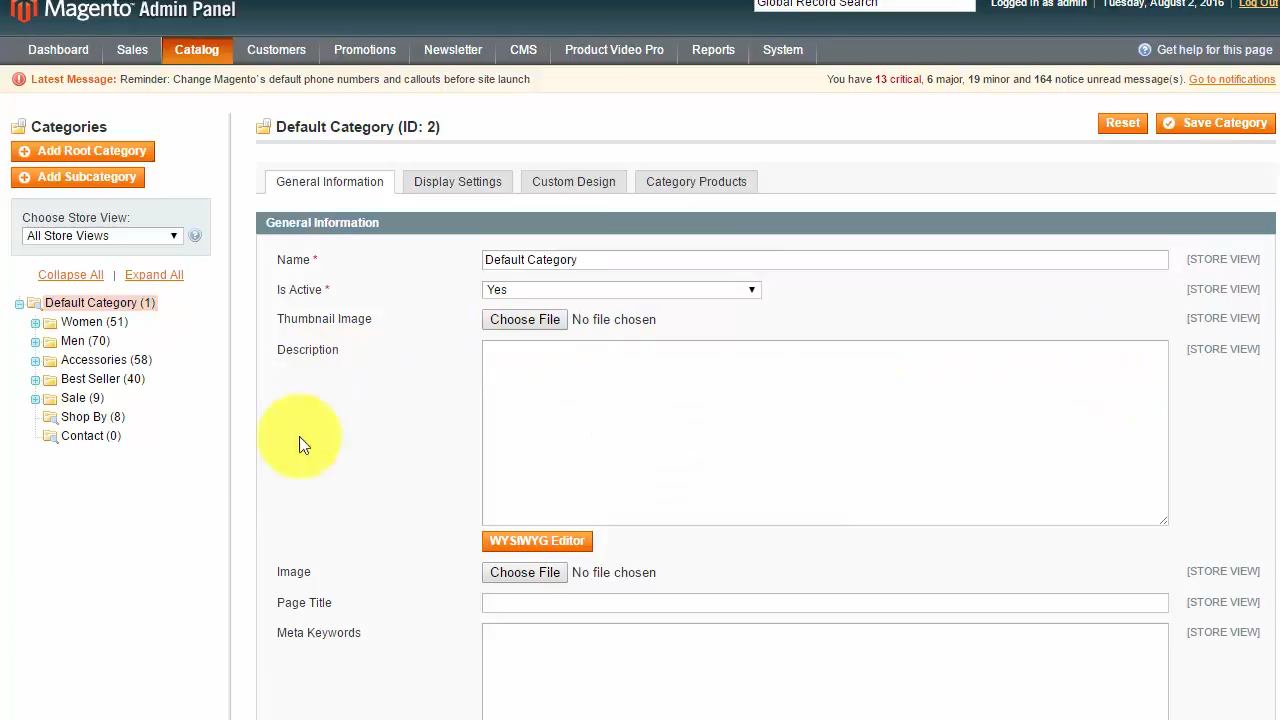 Magento Admin Panel
Global Record Search
Logged in as admin | Tuesday, August 2, 2016 | Log Out
Dashboard Sales Catalog Customers Promotions Newsletter CMS Product Video Pro Reports System Get help for this page
Latest Message: Reminder: Change Magento's default phone numbers and callouts before site launch
You have 13 critical, 6 major, 19 minor and 164 notice unread message(s). Go to notifications
Categories
Add Root Category
Add Subcategory
Choose Store View:
All Store Views
Collapse All | Expand All
Default Category (1)
Women (51)
Men (70)
Accessories (58)
Best Seller (40)
Sale (9)
Shop By (8)
Contact (0)
Default Category (ID: 2)
Reset Save Category
General Information Display Settings Custom Design Category Products
General Information
Name * Default Category [STORE VIEW]
Is Active * Yes [STORE VIEW]
Thumbnail Image Choose File No file chosen [STORE VIEW]
Description [STORE VIEW]
WYSIWYG Editor
Image Choose File No file chosen [STORE VIEW]
Page Title [STORE VIEW]
Meta Keywords [STORE VIEW]